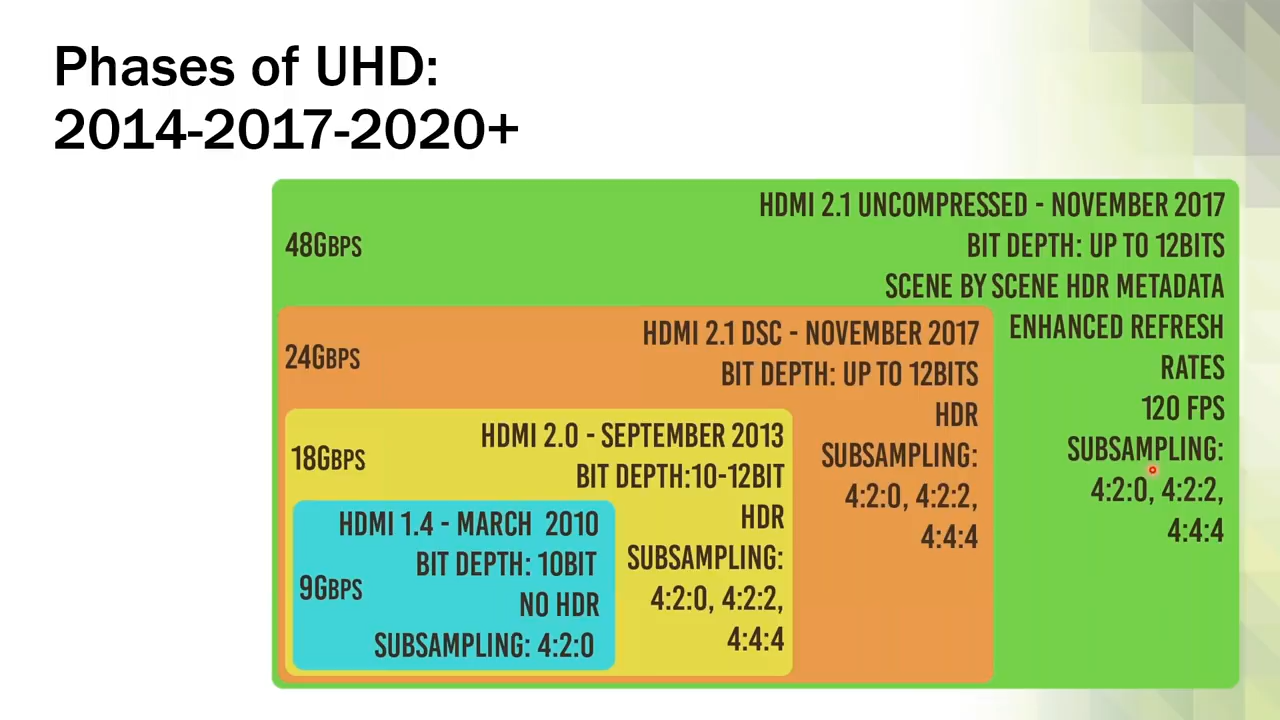 Phases of UHD:
2014-2017-2020+
48GBPS
HDMI 2.1 UNCOMPRESSED - NOVEMBER 2017
BIT DEPTH: UP TO 12BITS
SCENE BY SCENE HDR METADATA
ENHANCED REFRESH
RATES
120 FPS
SUBSAMPLING:
4:2:0, 4:2:2,
4:4:4
24GBPS
HDMI 2.1 DSC - NOVEMBER 2017
BIT DEPTH: UP TO 12BITS
HDR
SUBSAMPLING:
4:2:0, 4:2:2,
4:4:4
18GBPS
HDMI 2.0 - SEPTEMBER 2013
BIT DEPTH:10-12BIT
HDR
SUBSAMPLING:
4:2:0, 4:2:2,
4:4:4
9GBPS
HDMI 1.4 - MARCH 2010
BIT DEPTH: 10BIT
NO HDR
SUBSAMPLING: 4:2:0